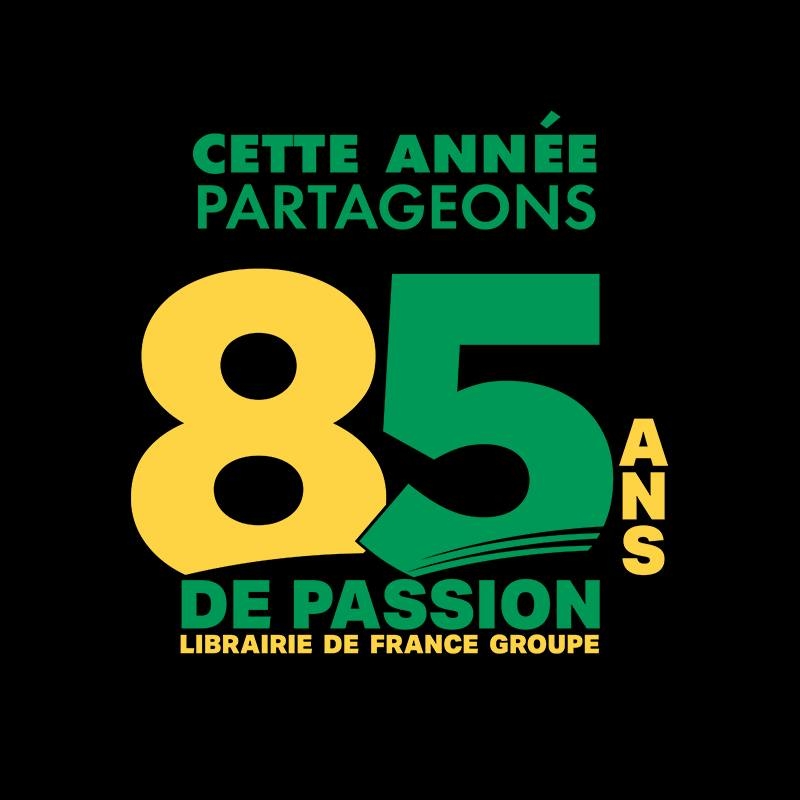 CETTE ANNÉE
PARTAGEONS
85
ANS
DE PASSION
LIBRAIRIE DE FRANCE GROUPE